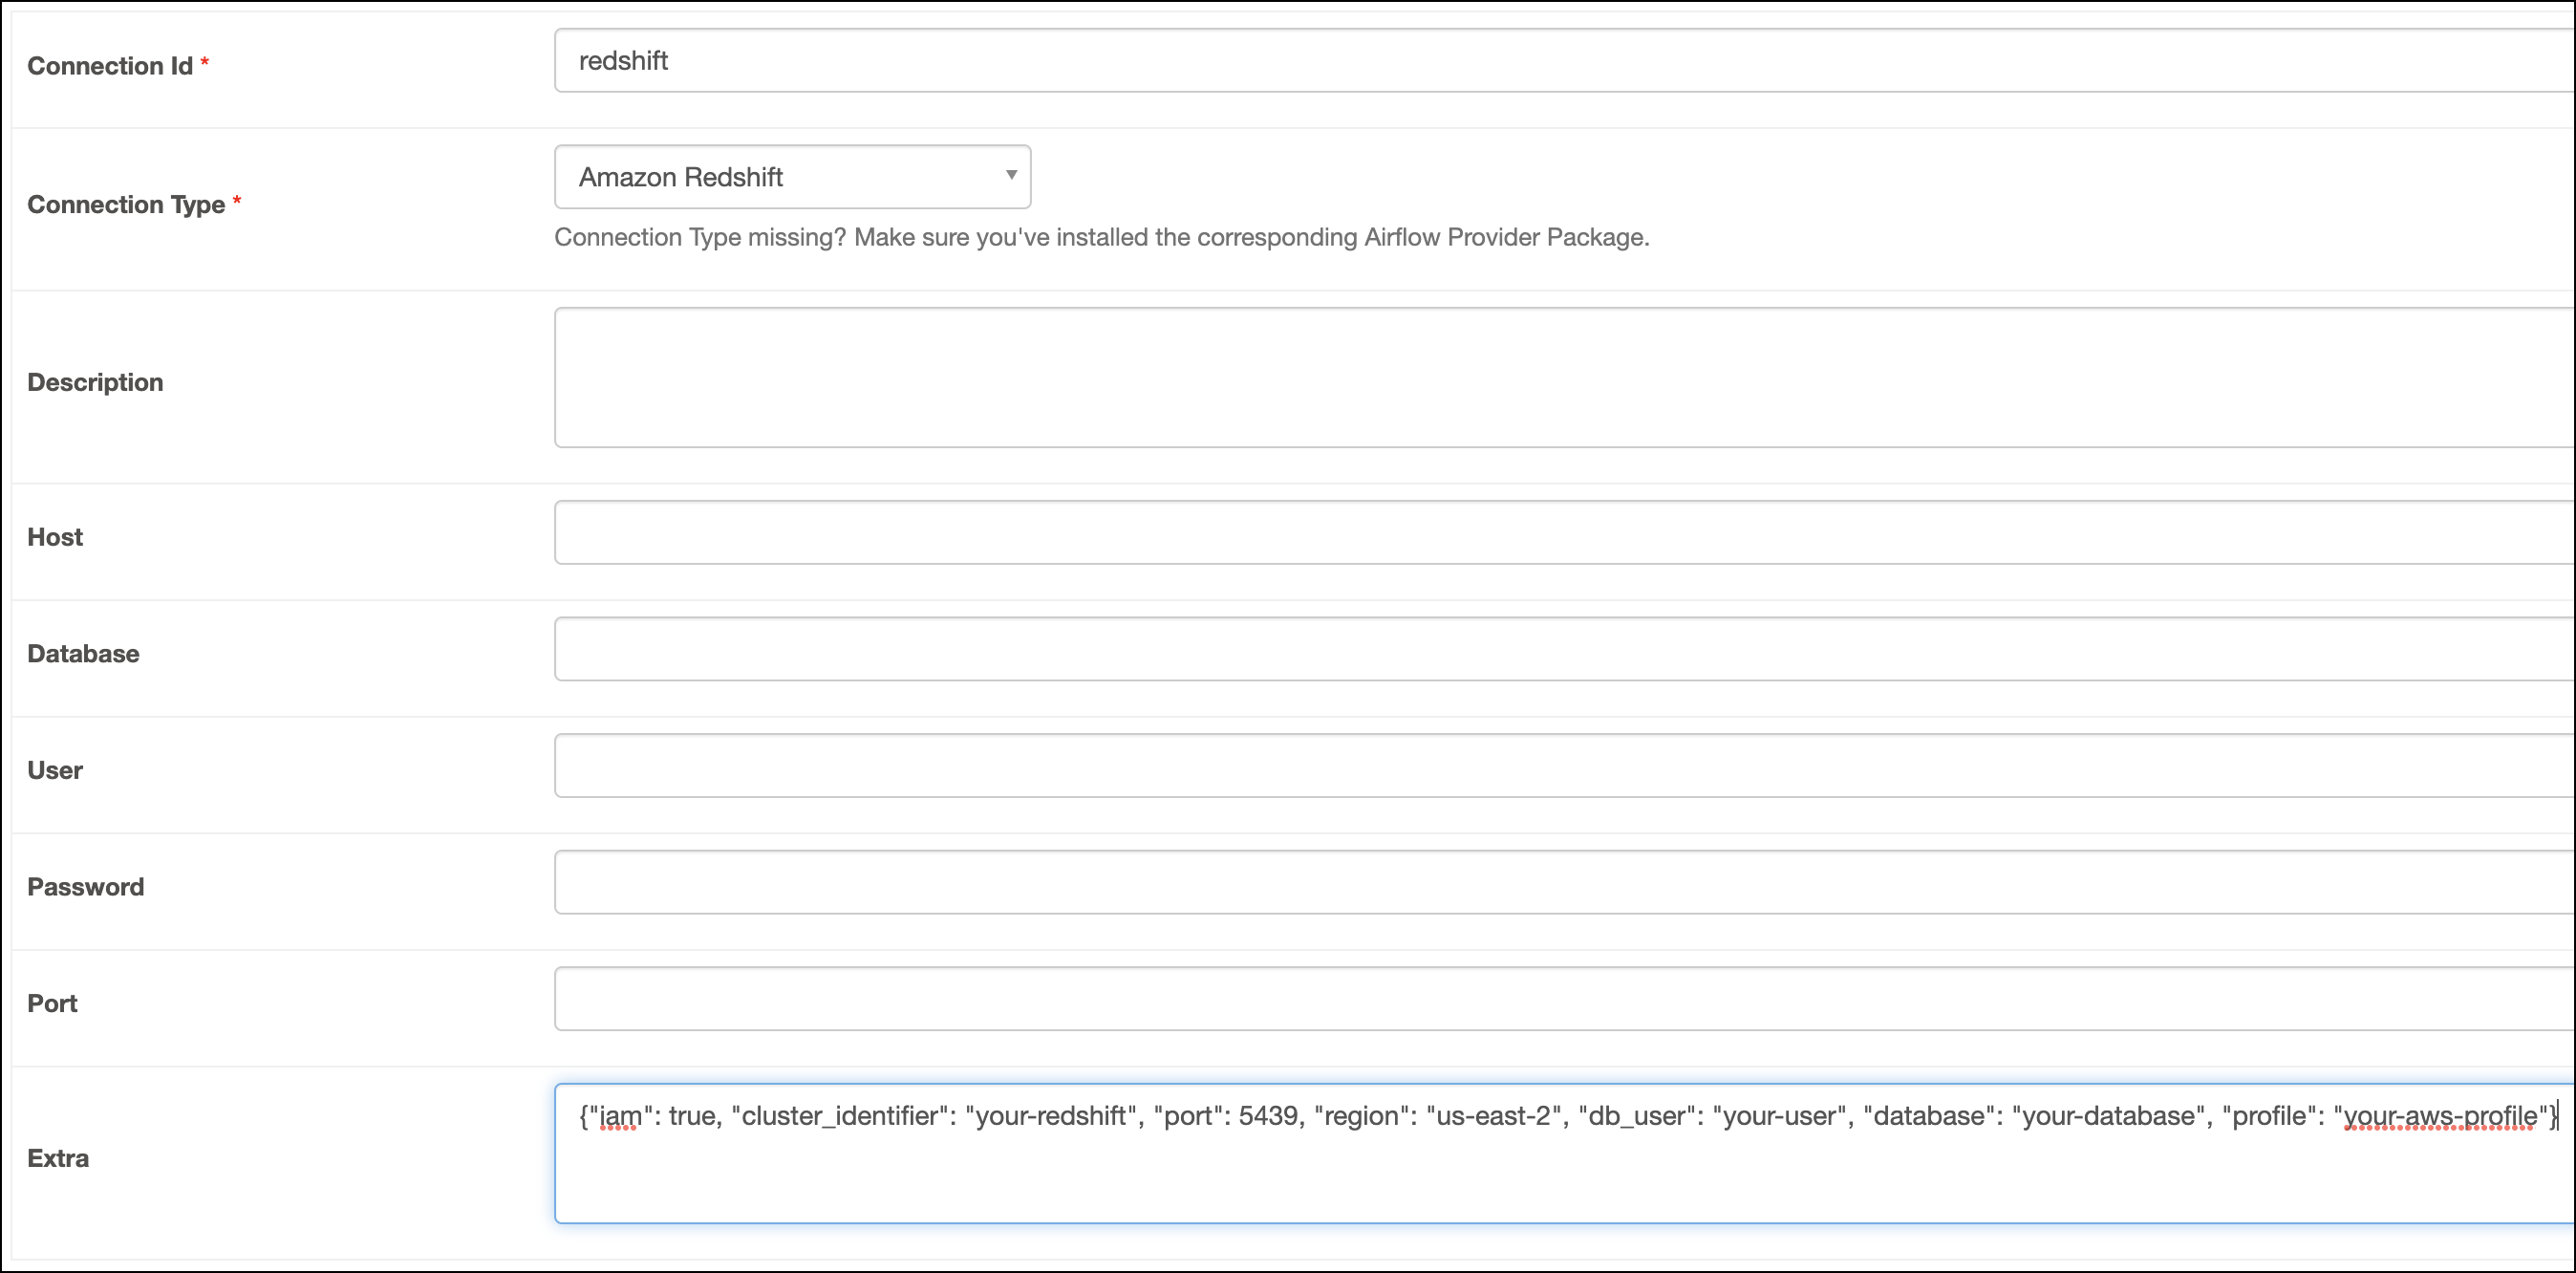 Connection Id *
redshift
Connection Type *
Amazon Redshift
Connection Type missing? Make sure you've installed the corresponding Airflow Provider Package.
Description
Host
Database
User
Password
Port
Extra
{"iam": true, "cluster_identifier": "your-redshift", "port": 5439, "region": "us-east-2", "db_user": "your-user", "database": "your-database", "profile": "your-aws-profile"}